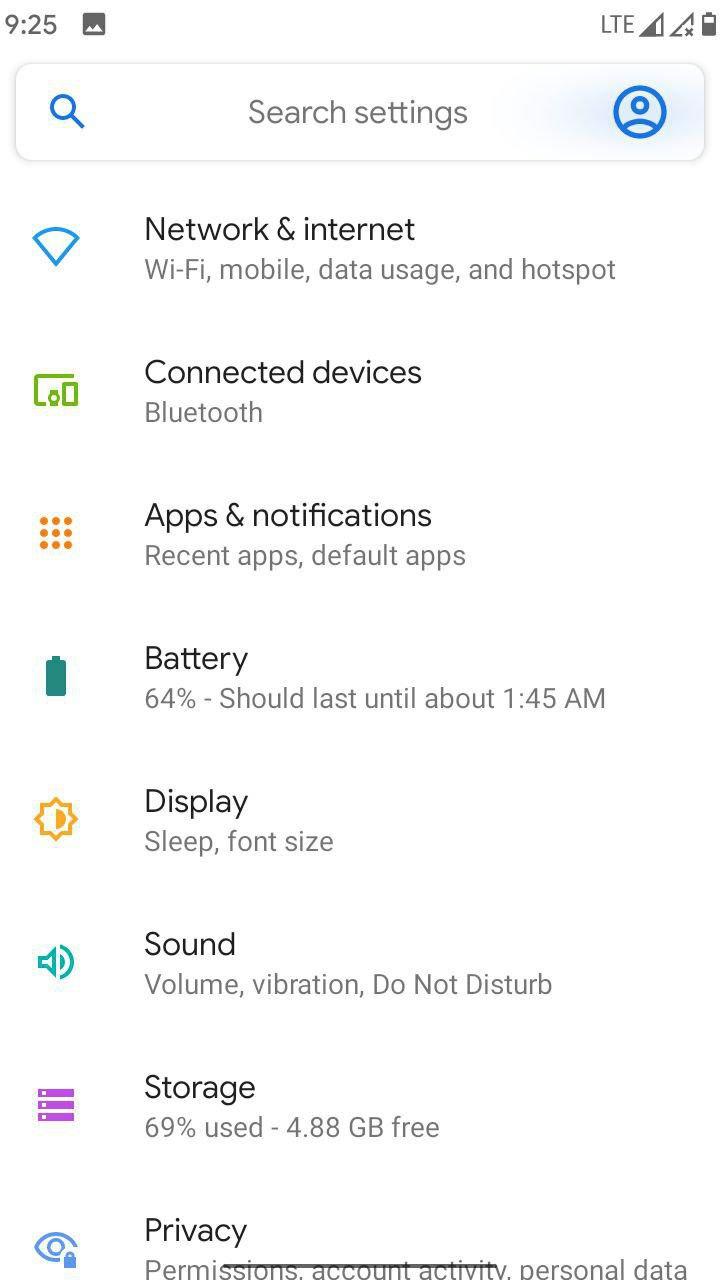 9:25 LTE
Search settings
Network & internet
Wi-Fi, mobile, data usage, and hotspot
Connected devices
Bluetooth
Apps & notifications
Recent apps, default apps
Battery
64% - Should last until about 1:45 AM
Display
Sleep, font size
Sound
Volume, vibration, Do Not Disturb
Storage
69% used - 4.88 GB free
Privacy
Permissions, account activity, personal data